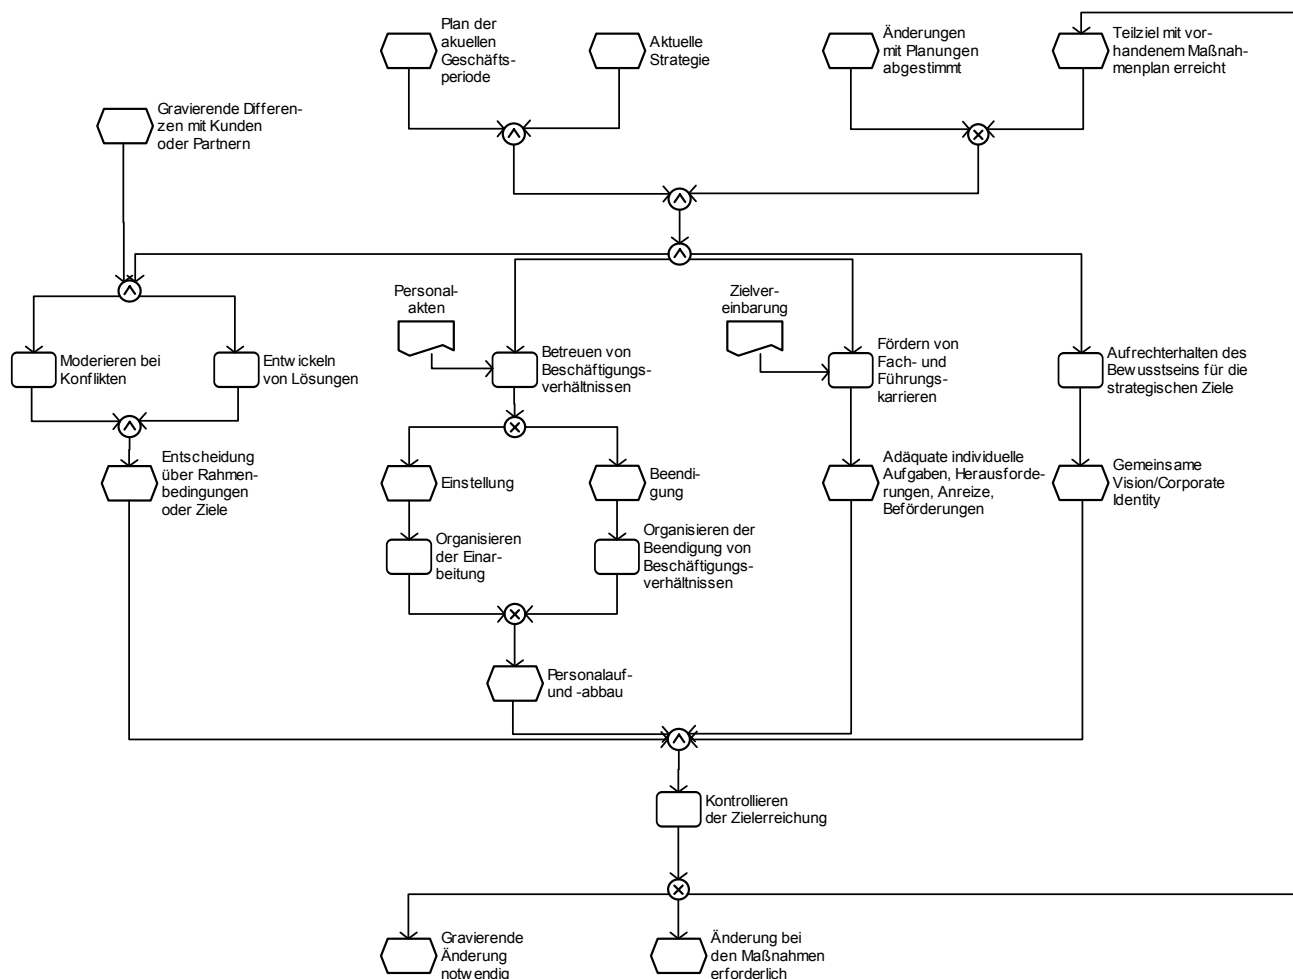 Plan der
akuellen
Geschäfts-
periode
Aktuelle
Strategie
Änderungen
mit Planungen
abgestimmt
Teilziel mit vor-
handenem Maßnah-
menplan erreicht
Gravierende Differen-
zen mit Kunden
oder Partnern
Personal-
akten
Zielver-
einbarung
Moderieren bei
Konflikten
Entwickeln
von Lösungen
Betreuen von
Beschäftigungs-
verhältnissen
Fördern von
Fach- und
Führungs-
karrieren
Aufrechterhalten des
Bewusstseins für die
strategischen Ziele
Entscheidung
über Rahmen-
bedingungen
oder Ziele
Einstellung
Beendi-
gung
Adäquate individuelle
Aufgaben, Herausforde-
rungen, Anreize,
Beförderungen
Gemeinsame
Vision/Corporate
Identity
Organisieren
der Einar-
beitung
Organisieren der
Beendigung von
Beschäftigungs-
verhältnissen
Personalauf-
und -abbau
Kontrollieren
der Zielerreichung
Gravierende
Änderung
notwendig
Änderung bei
den Maßnahmen
erforderlich